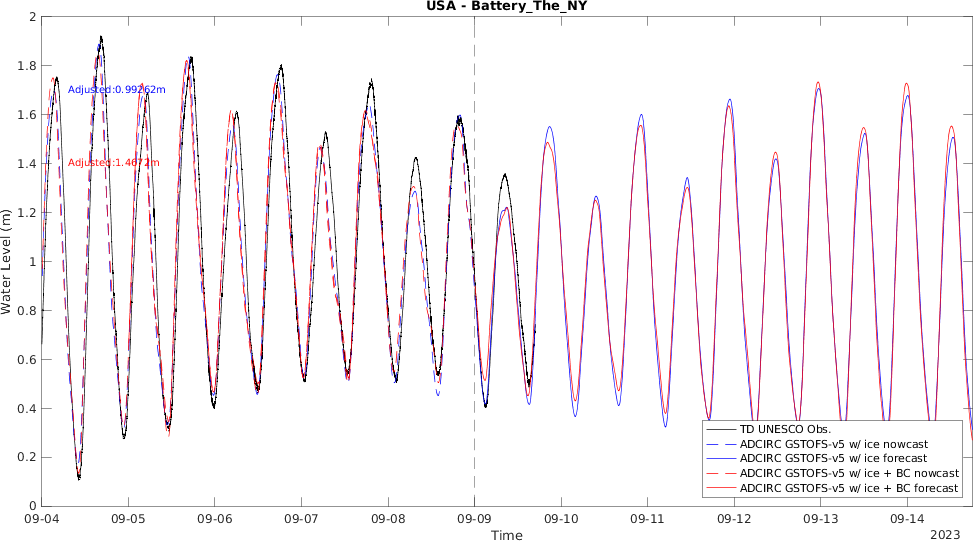 USA - Battery_The_NY
2
1.8
Adjusted:0.99262m
1.6
1.4
Adjusted:1.4672m
1.2
1
0.8
0.6
0.4
0.2
0
Water Level (m)
TD UNESCO Obs.
ADCIRC GSTOFS-v5 w/ ice nowcast
ADCIRC GSTOFS-v5 w/ ice forecast
ADCIRC GSTOFS-v5 w/ ice + BC nowcast
ADCIRC GSTOFS-v5 w/ ice + BC forecast
09-04 09-05 09-06 09-07 09-08 09-09 09-10 09-11 09-12 09-13 09-14
Time
2023